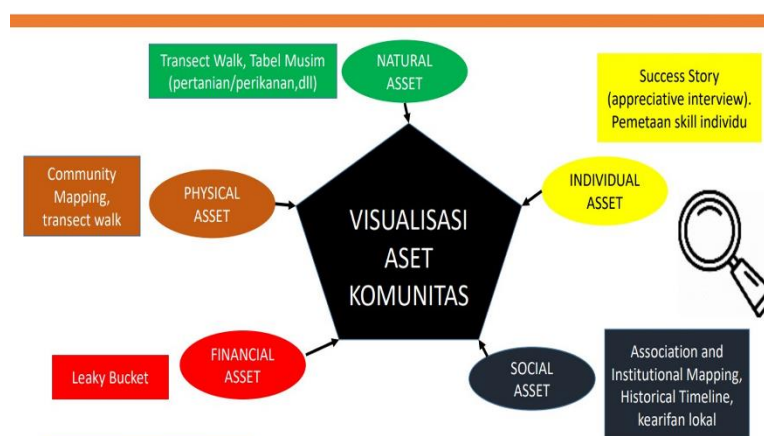 Transect Walk, Tabel Musim
(pertanian/perikanan,dll)
NATURAL
ASSET
Success Story
(appreciative interview).
Pemetaan skill individu
Community
Mapping,
transect walk
PHYSICAL
ASSET
INDIVIDUAL
ASSET
VISUALISASI
ASET
KOMUNITAS
Leaky Bucket
FINANCIAL
ASSET
SOCIAL
ASSET
Association and
Institutional Mapping,
Historical Timeline,
kearifan lokal